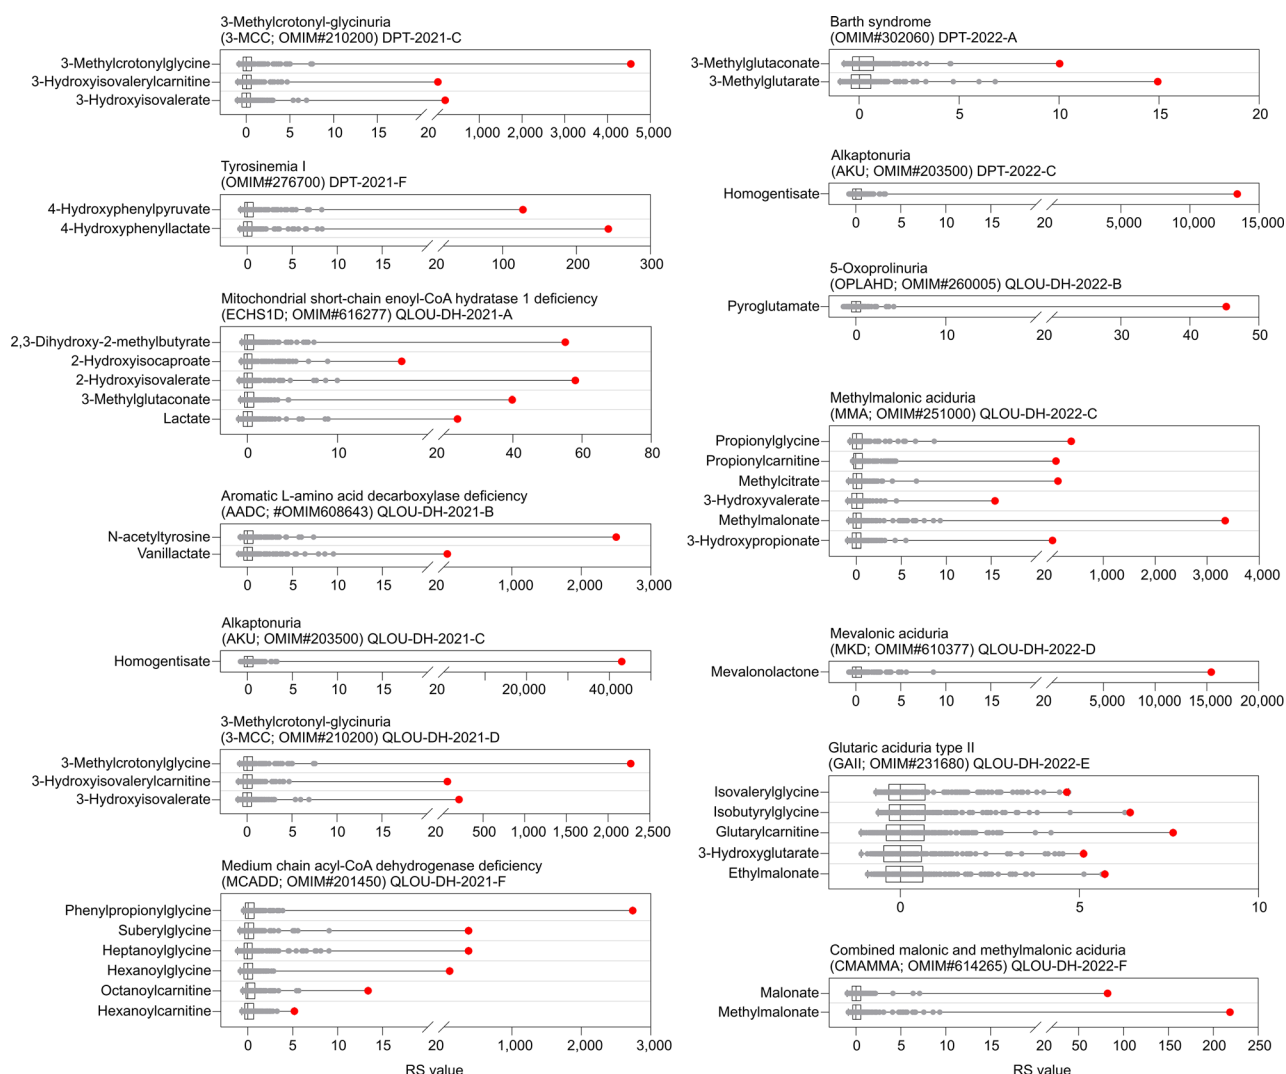 3-Methylcrotonyl-glycinuria
(3-MCC; OMIM#210200) DPT-2021-C
3-Methylcrotonylglycine
3-Hydroxyisovalerylcarnitine
3-Hydroxyisovalerate
0 5 10 15 20 1,000 2,000 3,000 4,000 5,000
Tyrosinemia I
(OMIM#276700) DPT-2021-F
4-Hydroxyphenylpyruvate
4-Hydroxyphenyllactate
0 5 10 15 20 100 200 300
Mitochondrial short-chain enoyl-CoA hydratase 1 deficiency
(ECHS1D; OMIM#616277) QLOU-DH-2021-A
2,3-Dihydroxy-2-methylbutyrate
2-Hydroxyisocaproate
2-Hydroxyisovalerate
3-Methylglutaconate
Lactate
0 10 20 40 60 80
Aromatic L-amino acid decarboxylase deficiency
(AADC; #OMIM608643) QLOU-DH-2021-B
N-acetyltyrosine
Vanillactate
0 5 10 15 20 1,000 2,000 3,000
Alkaptonuria
(AKU; OMIM#203500) QLOU-DH-2021-C
Homogentisate
0 5 10 15 20 20,000 40,000
3-Methylcrotonyl-glycinuria
(3-MCC; OMIM#210200) QLOU-DH-2021-D
3-Methylcrotonylglycine
3-Hydroxyisovalerylcarnitine
3-Hydroxyisovalerate
0 5 10 15 20 500 1,000 1,500 2,000 2,500
Medium chain acyl-CoA dehydrogenase deficiency
(MCADD; OMIM#201450) QLOU-DH-2021-F
Phenylpropionylglycine
Suberylglycine
Heptanoylglycine
Hexanoylglycine
Octanoylcarnitine
Hexanoylcarnitine
0 5 10 15 20 1,000 2,000 3,000
RS value
Barth syndrome
(OMIM#302060) DPT-2022-A
3-Methylglutaconate
3-Methylglutarate
0 5 10 15 20
Alkaptonuria
(AKU; OMIM#203500) DPT-2022-C
Homogentisate
0 5 10 15 20 5,000 10,000 15,000
5-Oxoprolinuria
(OPLAHD; OMIM#260005) QLOU-DH-2022-B
Pyroglutamate
0 10 20 30 40 50
Methylmalonic aciduria
(MMA; OMIM#251000) QLOU-DH-2022-C
Propionylglycine
Propionylcarnitine
Methylcitrate
3-Hydroxyvalerate
Methylmalonate
3-Hydroxypropionate
0 5 10 15 20 1,000 2,000 3,000 4,000
Mevalonic aciduria
(MKD; OMIM#610377) QLOU-DH-2022-D
Mevalonolactone
0 5 10 15 20 5,000 10,000 15,000 20,000
Glutaric aciduria type II
(GAII; OMIM#231680) QLOU-DH-2022-E
Isovalerylglycine
Isobutyrylglycine
Glutarylcarnitine
3-Hydroxyglutarate
Ethylmalonate
0 5 10
Combined malonic and methylmalonic aciduria
(CMAMMA; OMIM#614265) QLOU-DH-2022-F
Malonate
Methylmalonate
0 5 10 15 20 50 100 150 200 250
RS value